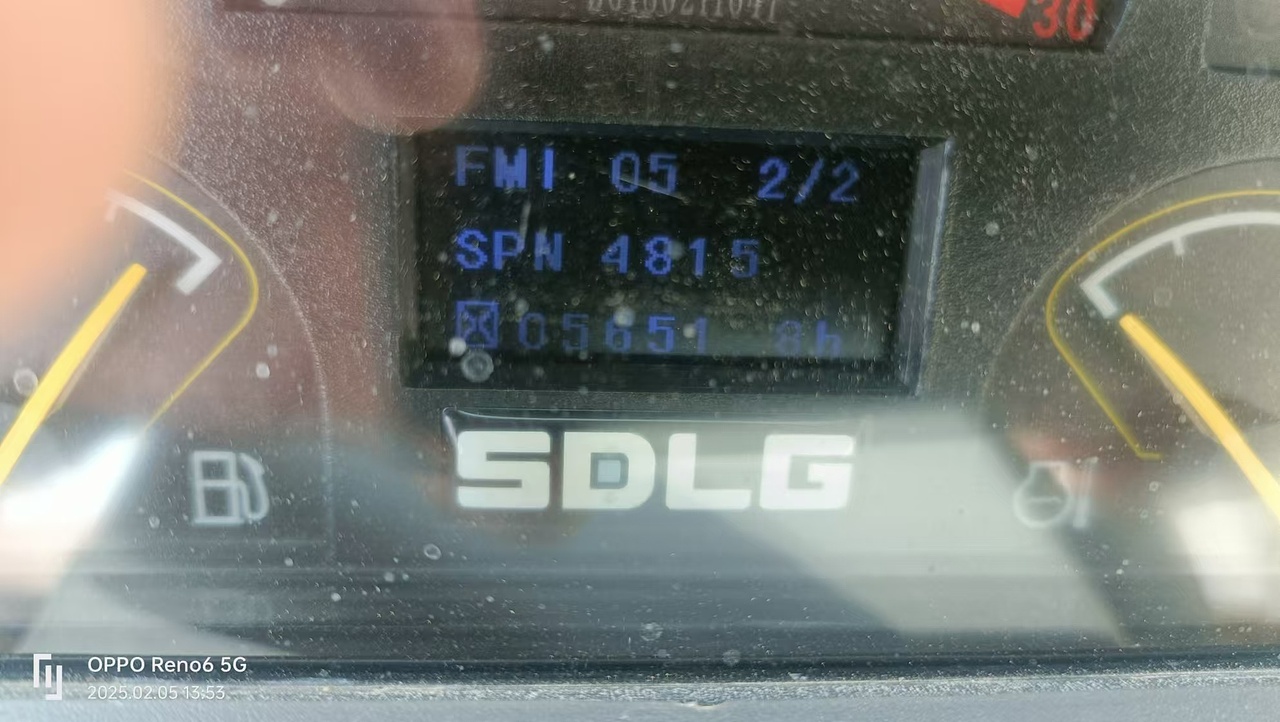 30
FMI 05 2/2
SPN 4815
05651 8h
SDLG
OPPO Reno6 5G
2025.02.05 13:53